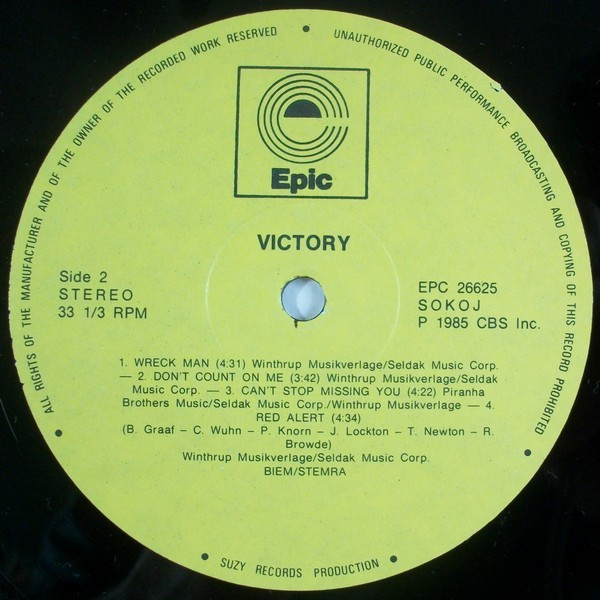 ALL RIGHTS OF THE MANUFACTURER AND OF THE OWNER OF THE RECORDED WORK RESERVED • UNAUTHORIZED PUBLIC PERFORMANCE BROADCASTING AND COPYING OF THIS RECORD PROHIBITED
Epic
VICTORY
Side 2
STEREO
33 1/3 RPM
EPC 26625
SOKOJ
P 1985 CBS Inc.
1. WRECK MAN (4:31) Winthrup Musikverlage/Seldak Music Corp.
— 2. DON'T COUNT ON ME (3:42) Winthrup Musikverlage/Seldak
Music Corp. — 3. CAN'T STOP MISSING YOU (4:22) Piranha
Brothers Music/Seldak Music Corp./Winthrup Musikverlage — 4.
RED ALERT (4:34)
(B. Graaf – C. Wuhn – P. Knorn – J. Lockton – T. Newton – R.
Browde)
Winthrup Musikverlage/Seldak Music Corp.
BIEM/STEMRA
• SUZY RECORDS PRODUCTION •